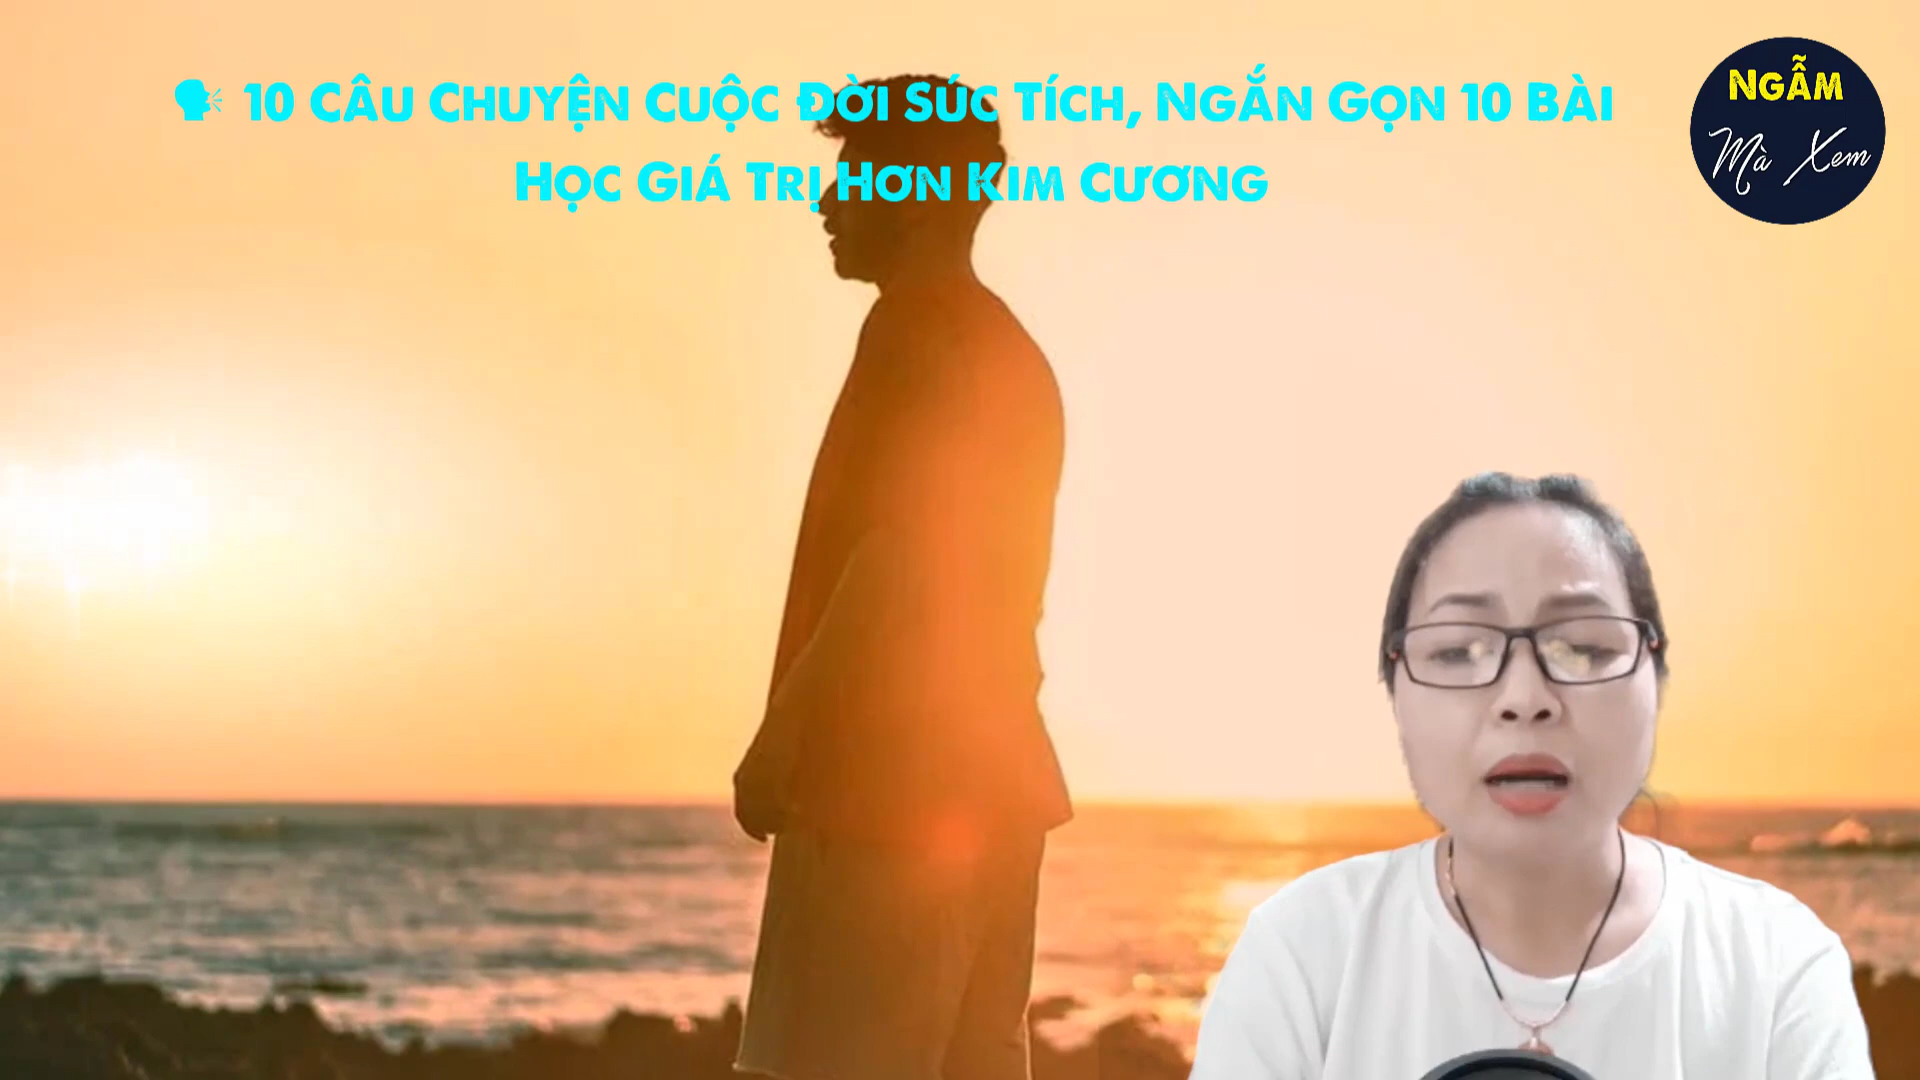 🗣 10 Câu Chuyện Cuộc Đời Súc Tích, Ngắn Gọn 10 Bài
Học Giá Trị Hơn Kim Cương
Ngẫm
Mà Xem